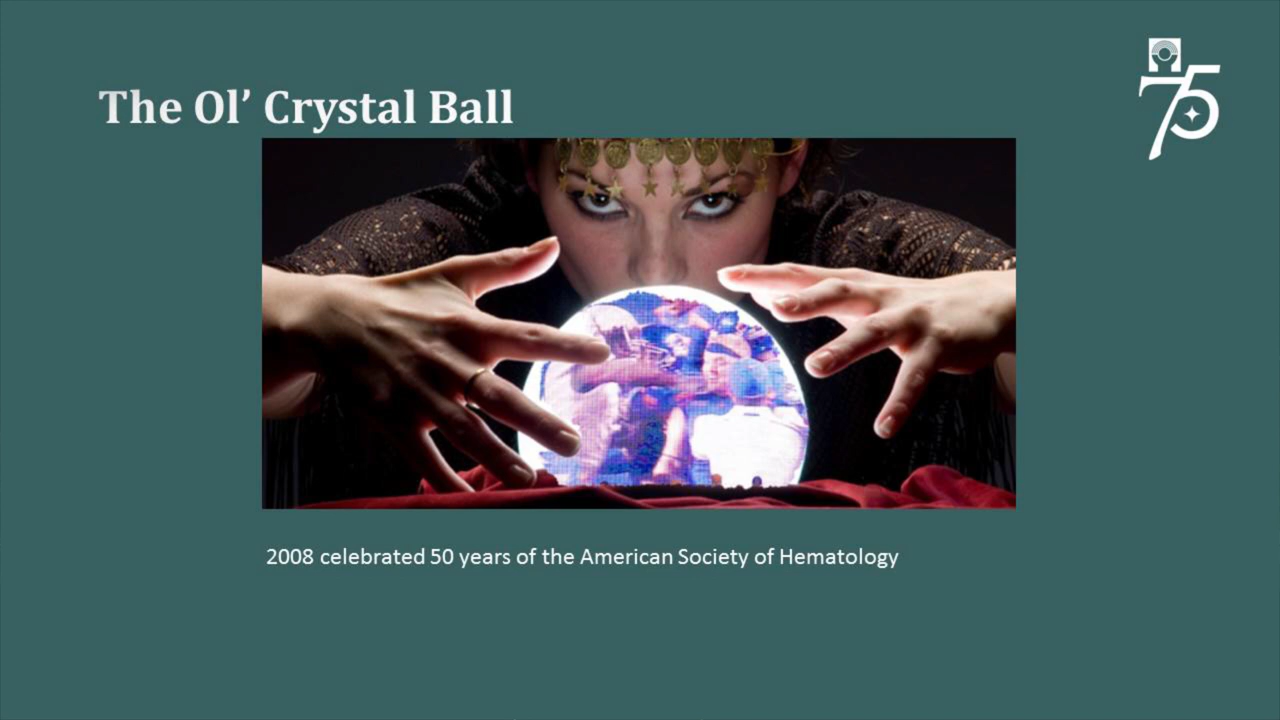 75
The Ol’ Crystal Ball
2008 celebrated 50 years of the American Society of Hematology